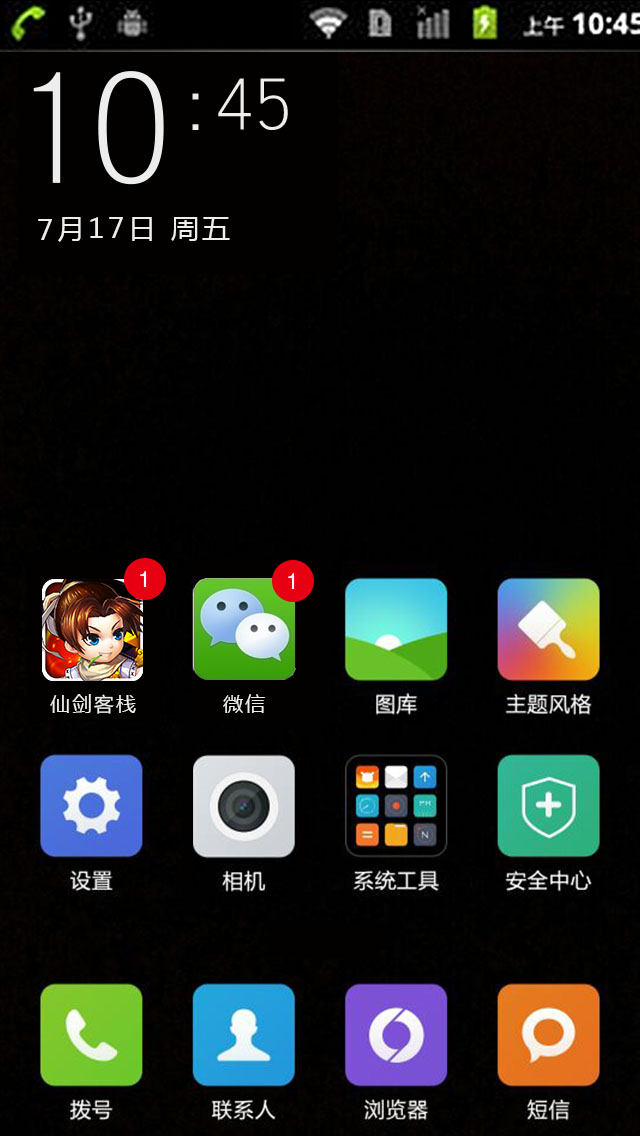 上午 10:45
10:45
7月17日 周五
1 1
仙剑客栈 微信 图库 主题风格
设置 相机 系统工具 安全中心
拨号 联系人 浏览器 短信